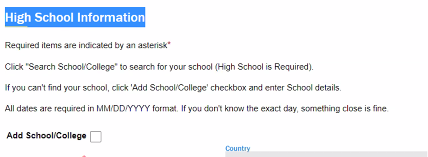 High School Information
Required items are indicated by an asterisk*
Click "Search School/College" to search for your school (High School is Required).
If you can't find your school, click 'Add School/College' checkbox and enter School details.
All dates are required in MM/DD/YYYY format. If you don't know the exact day, something close is fine.
Add School/College
Country